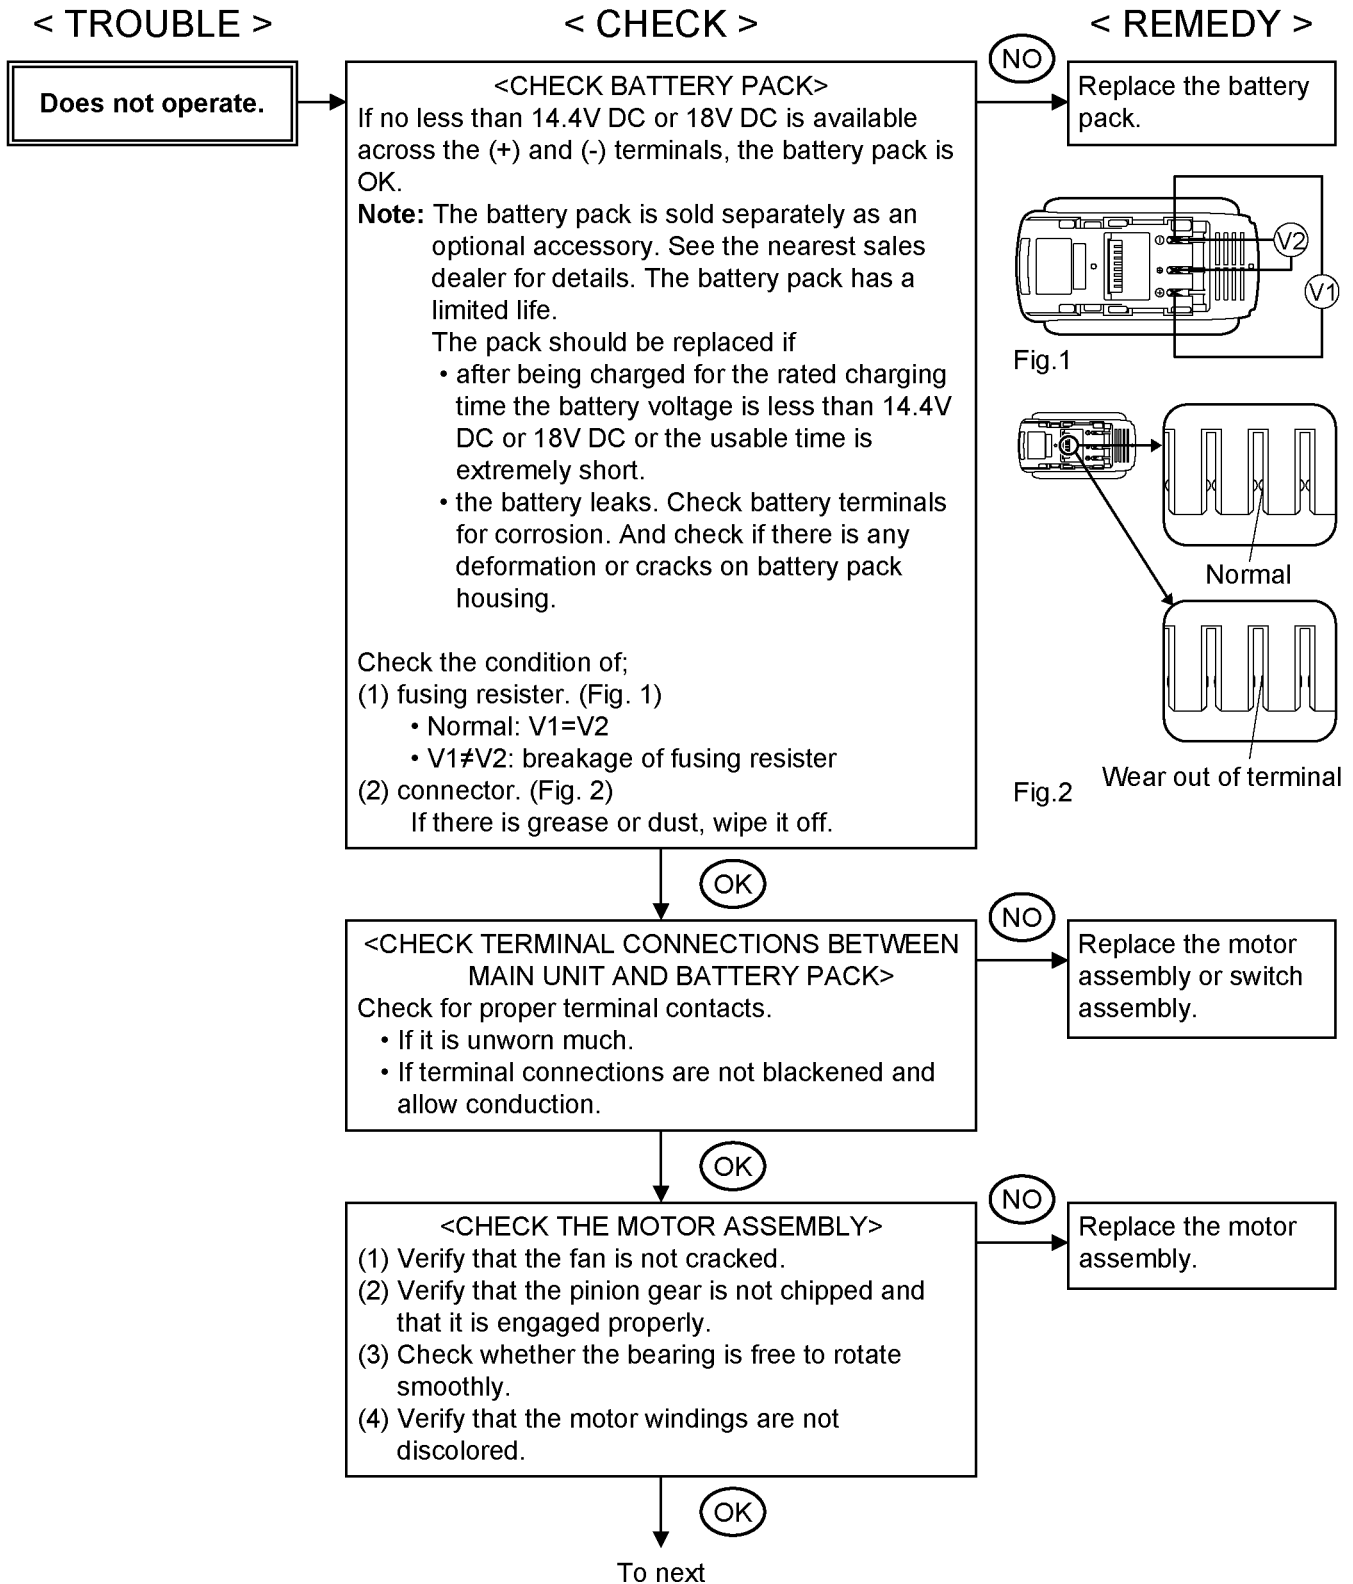 < TROUBLE >
< CHECK >
< REMEDY >
Does not operate.
<CHECK BATTERY PACK>
If no less than 14.4V DC or 18V DC is available
across the (+) and (-) terminals, the battery pack is
OK.
Note: The battery pack is sold separately as an
optional accessory. See the nearest sales
dealer for details. The battery pack has a
limited life.
The pack should be replaced if
• after being charged for the rated charging
time the battery voltage is less than 14.4V
DC or 18V DC or the usable time is
extremely short.
• the battery leaks. Check battery terminals
for corrosion. And check if there is any
deformation or cracks on battery pack
housing.
Check the condition of;
(1) fusing resister. (Fig. 1)
• Normal: V1=V2
• V1≠V2: breakage of fusing resister
(2) connector. (Fig. 2)
If there is grease or dust, wipe it off.
NO
Replace the battery
pack.
V2
V1
Fig.1
Normal
Wear out of terminal
Fig.2
OK
<CHECK TERMINAL CONNECTIONS BETWEEN
MAIN UNIT AND BATTERY PACK>
Check for proper terminal contacts.
• If it is unworn much.
• If terminal connections are not blackened and
allow conduction.
NO
Replace the motor
assembly or switch
assembly.
OK
<CHECK THE MOTOR ASSEMBLY>
(1) Verify that the fan is not cracked.
(2) Verify that the pinion gear is not chipped and
that it is engaged properly.
(3) Check whether the bearing is free to rotate
smoothly.
(4) Verify that the motor windings are not
discolored.
NO
Replace the motor
assembly.
OK
To next